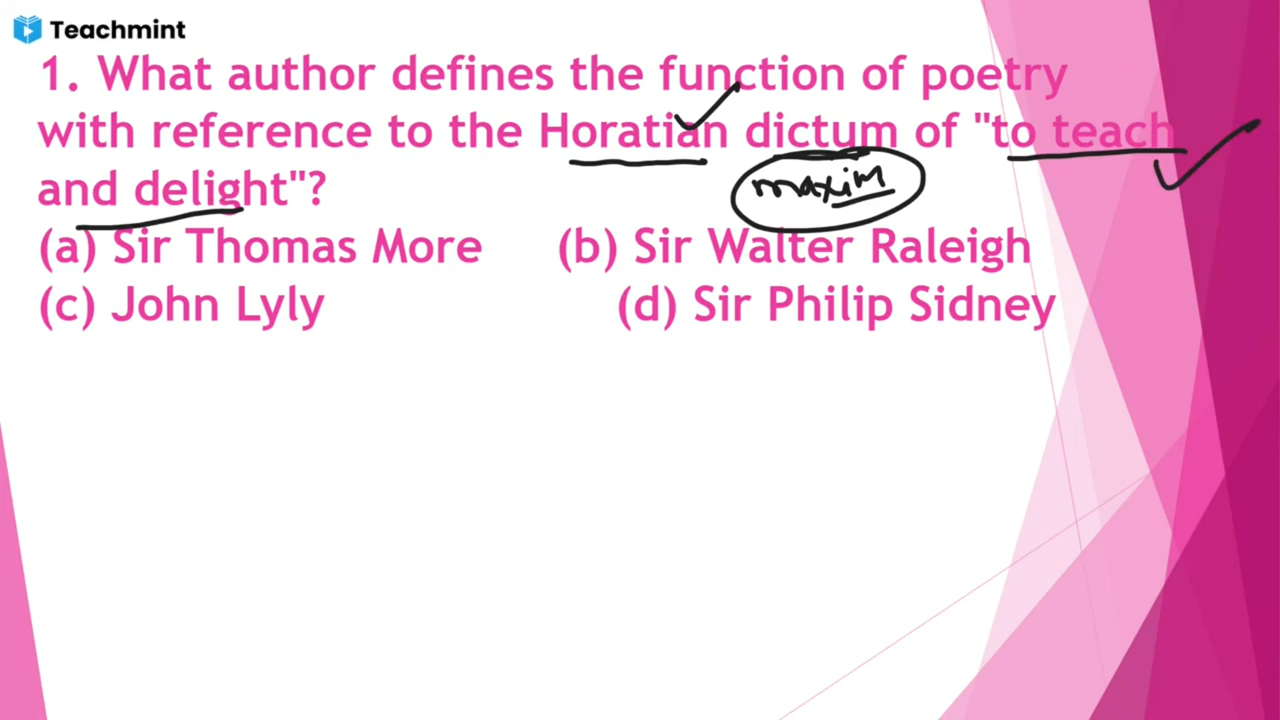 Teachmint
1. What author defines the function of poetry
with reference to the Horatian dictum of "to teach
and delight"?
maxim
(a) Sir Thomas More (b) Sir Walter Raleigh
(c) John Lyly (d) Sir Philip Sidney